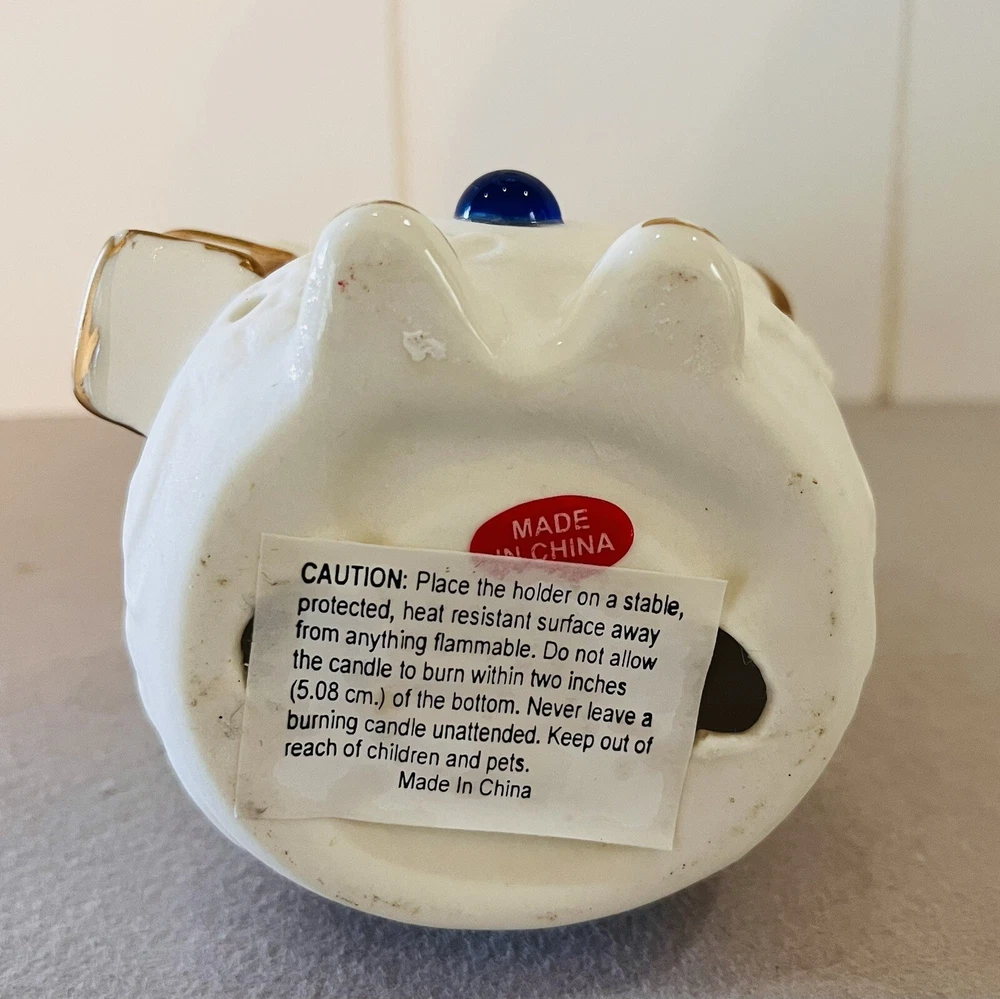 MADE
IN CHINA
CAUTION: Place the holder on a stable,
protected, heat resistant surface away
from anything flammable. Do not allow
the candle to burn within two inches
(5.08 cm.) of the bottom. Never leave a
burning candle unattended. Keep out of
reach of children and pets.
Made In China